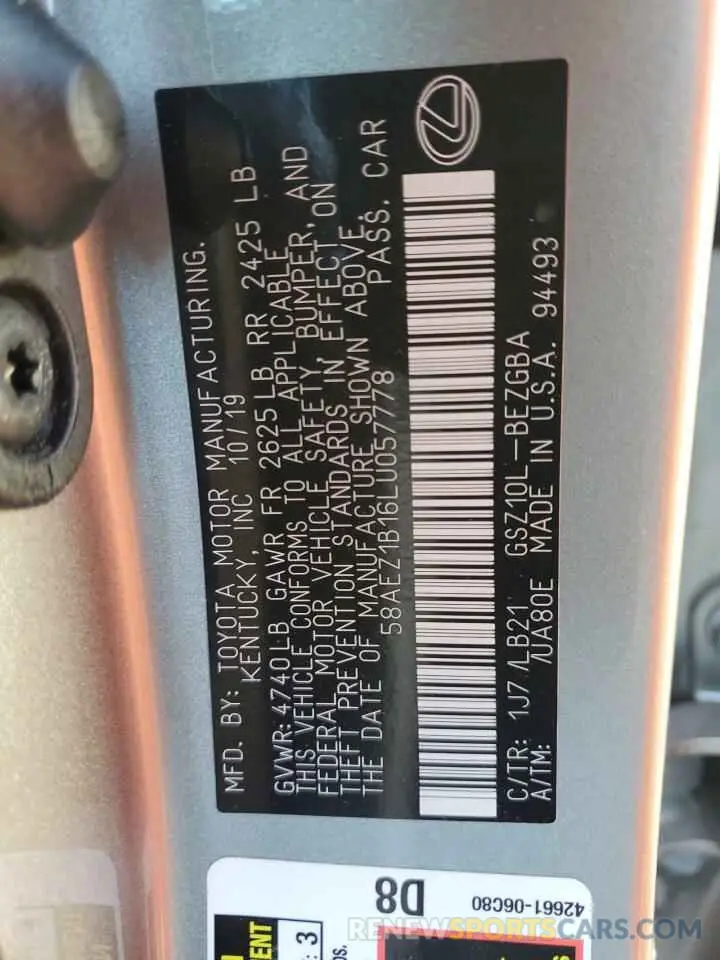 MFD. BY: TOYOTA MOTOR MANUFACTURING.
KENTUCKY, INC 10/19
GVWR: 4740LB GAWR FR 2625LB RR 2425 LB
THIS VEHICLE CONFORMS TO ALL APPLICABLE
FEDERAL MOTOR VEHICLE SAFETY, BUMPER, AND
THEFT PREVENTION STANDARDS IN EFFECT ON
THE DATE OF MANUFACTURE SHOWN ABOVE.
58AEZ1B16LU057778 PASS. CAR
C/TR: 1J7 /LB21 GSZ10L-BEZGBA
A/TM: /UA80E MADE IN U.S.A. 94493
D8
42661-06C80
ENT
: 3
os.
RENEWSPORTSCARS.COM